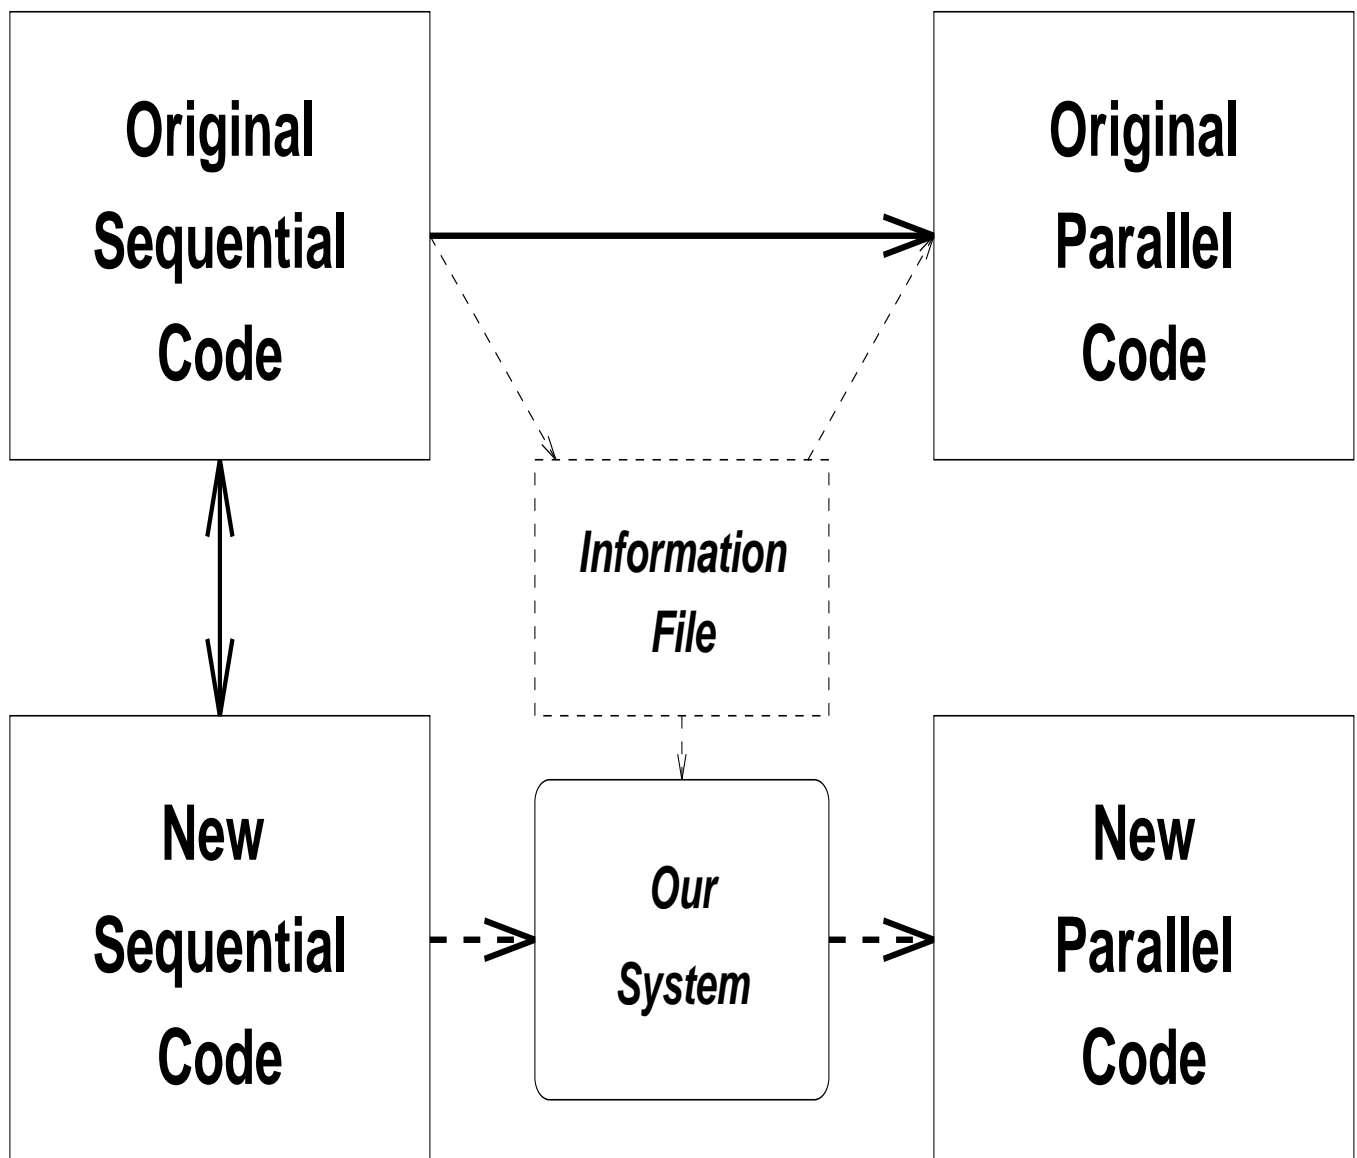 Original
Sequential
Code
Original
Parallel
Code
Information
File
New
Sequential
Code
Our
System
New
Parallel
Code